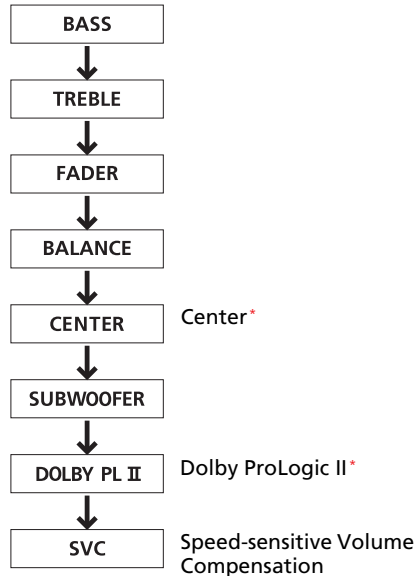 BASS
TREBLE
FADER
BALANCE
CENTER
Center*
SUBWOOFER
DOLBY PL II
Dolby ProLogic II*
SVC
Speed-sensitive Volume
Compensation